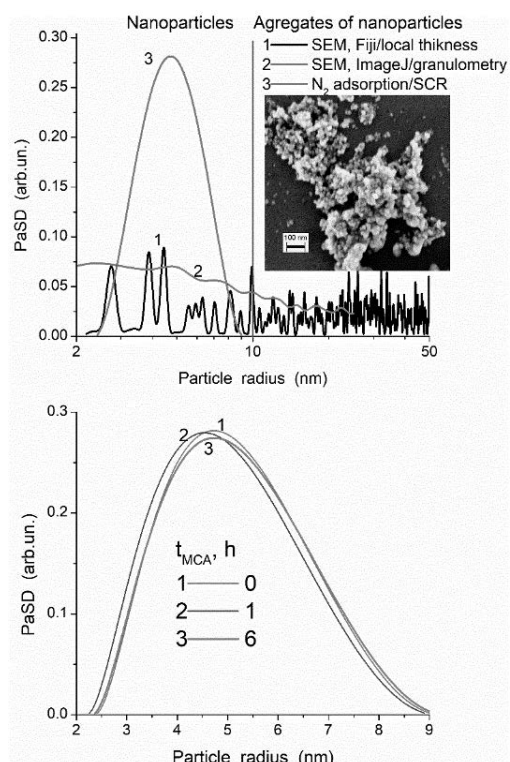 Nanoparticles Agregates of nanoparticles
1 SEM, Fiji/local thikness
2 SEM, ImageJ/granulometry
3 N2 adsorption/SCR
0.30
0.25
0.20
0.15
0.10
0.05
0.00
PaSD (arb.un.)
3
1
2
100 nm
2 10 50
Particle radius (nm)
0.3
0.2
0.1
0.0
PaSD (arb.un.)
2 1
3
tMCA, h
1 0
2 1
3 6
2 3 4 5 6 7 8 9
Particle radius (nm)